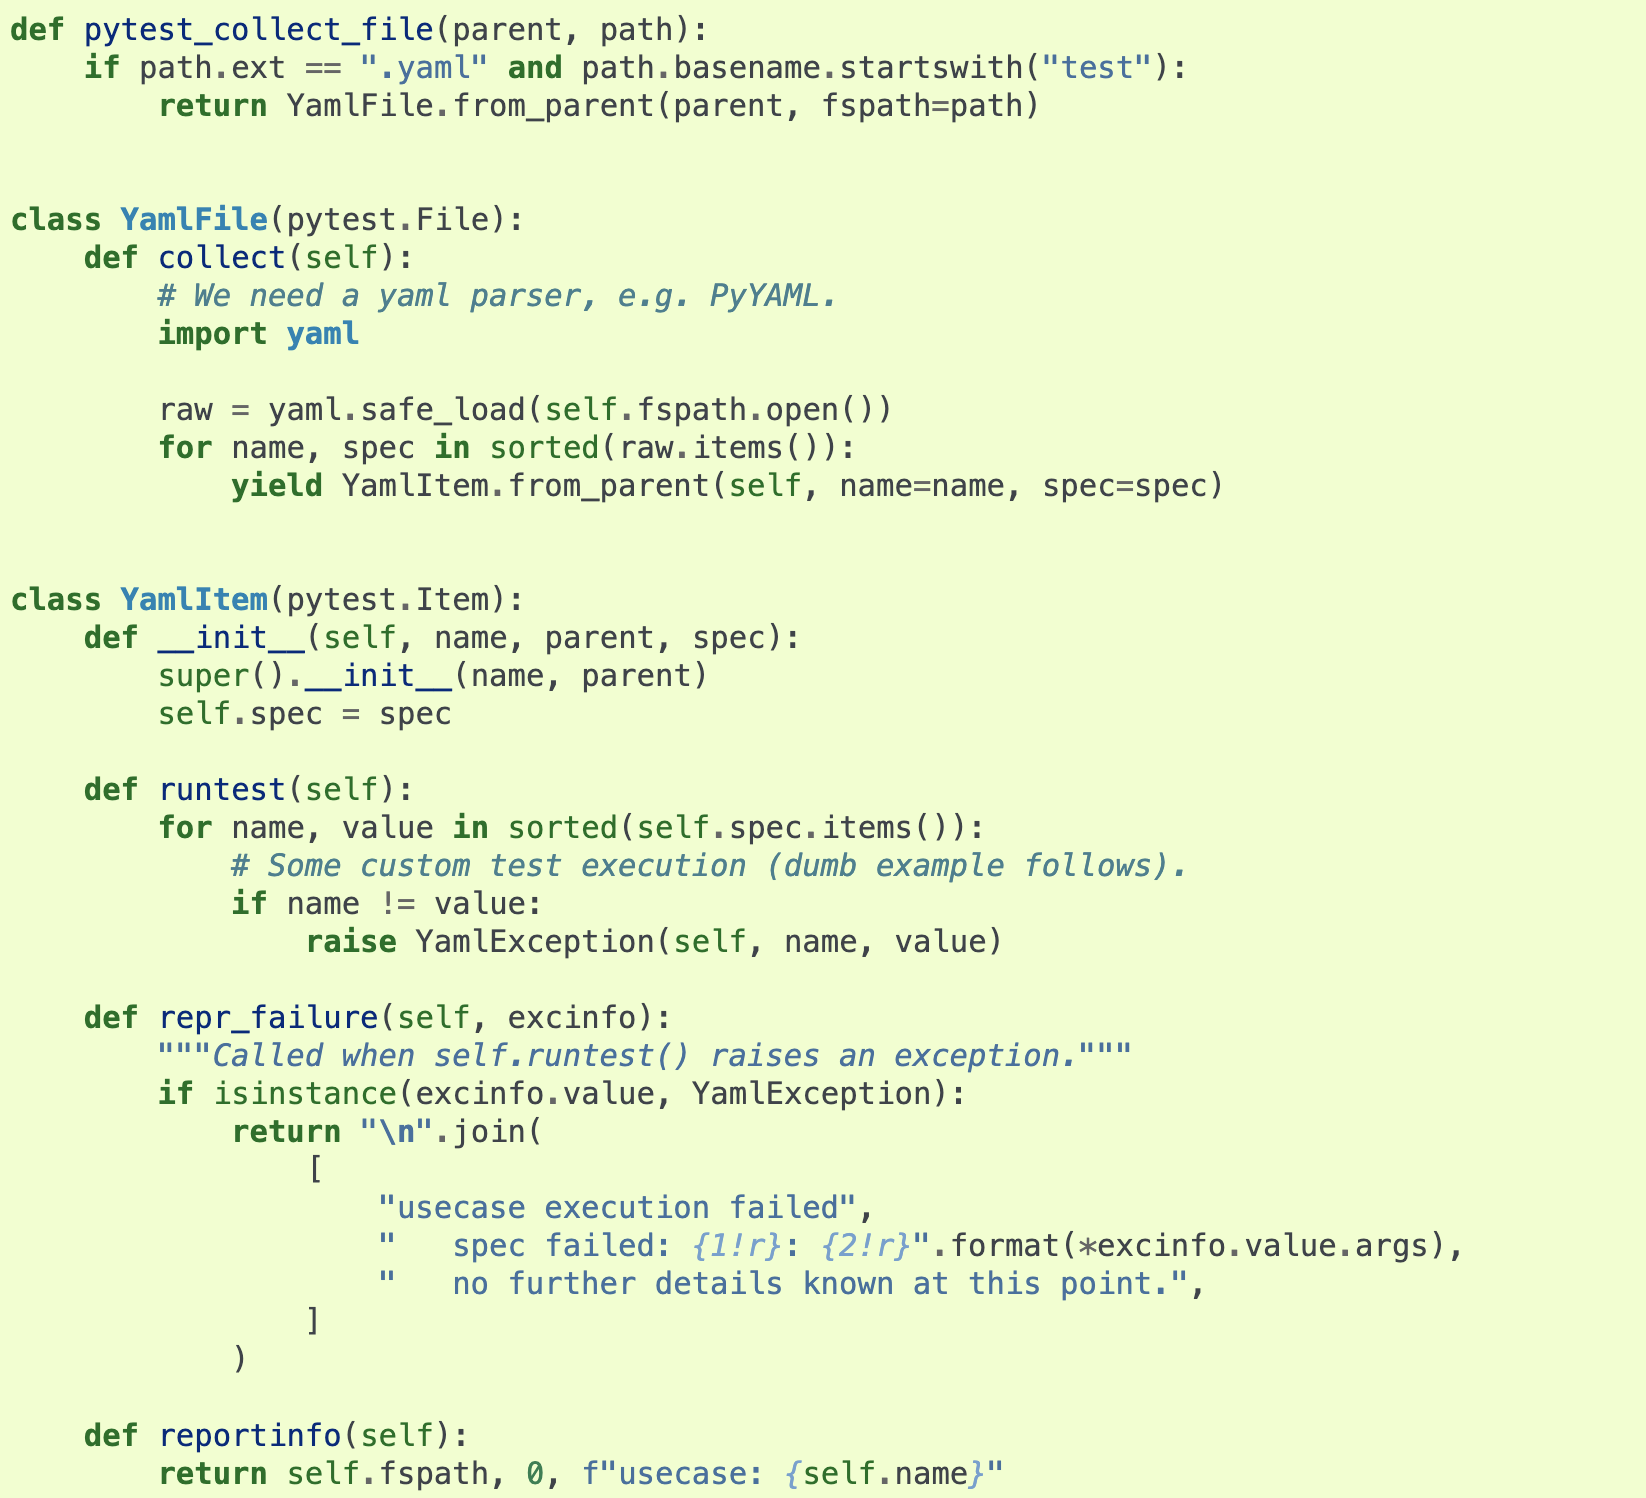 def pytest_collect_file(parent, path):
    if path.ext == ".yaml" and path.basename.startswith("test"):
        return YamlFile.from_parent(parent, fspath=path)


class YamlFile(pytest.File):
    def collect(self):
        # We need a yaml parser, e.g. PyYAML.
        import yaml

        raw = yaml.safe_load(self.fspath.open())
        for name, spec in sorted(raw.items()):
            yield YamlItem.from_parent(self, name=name, spec=spec)


class YamlItem(pytest.Item):
    def __init__(self, name, parent, spec):
        super().__init__(name, parent)
        self.spec = spec

    def runtest(self):
        for name, value in sorted(self.spec.items()):
            # Some custom test execution (dumb example follows).
            if name != value:
                raise YamlException(self, name, value)

    def repr_failure(self, excinfo):
        """Called when self.runtest() raises an exception."""
        if isinstance(excinfo.value, YamlException):
            return "\n".join(
                [
                    "usecase execution failed",
                    "   spec failed: {1!r}: {2!r}".format(*excinfo.value.args),
                    "   no further details known at this point.",
                ]
            )

    def reportinfo(self):
        return self.fspath, 0, f"usecase: {self.name}"